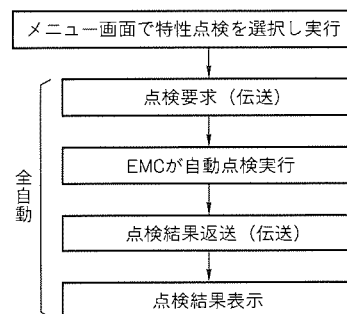 メニュー画面で特性点検を選択し実行
点検要求（伝送）
全自動
EMCが自動点検実行
点検結果返送（伝送）
点検結果表示